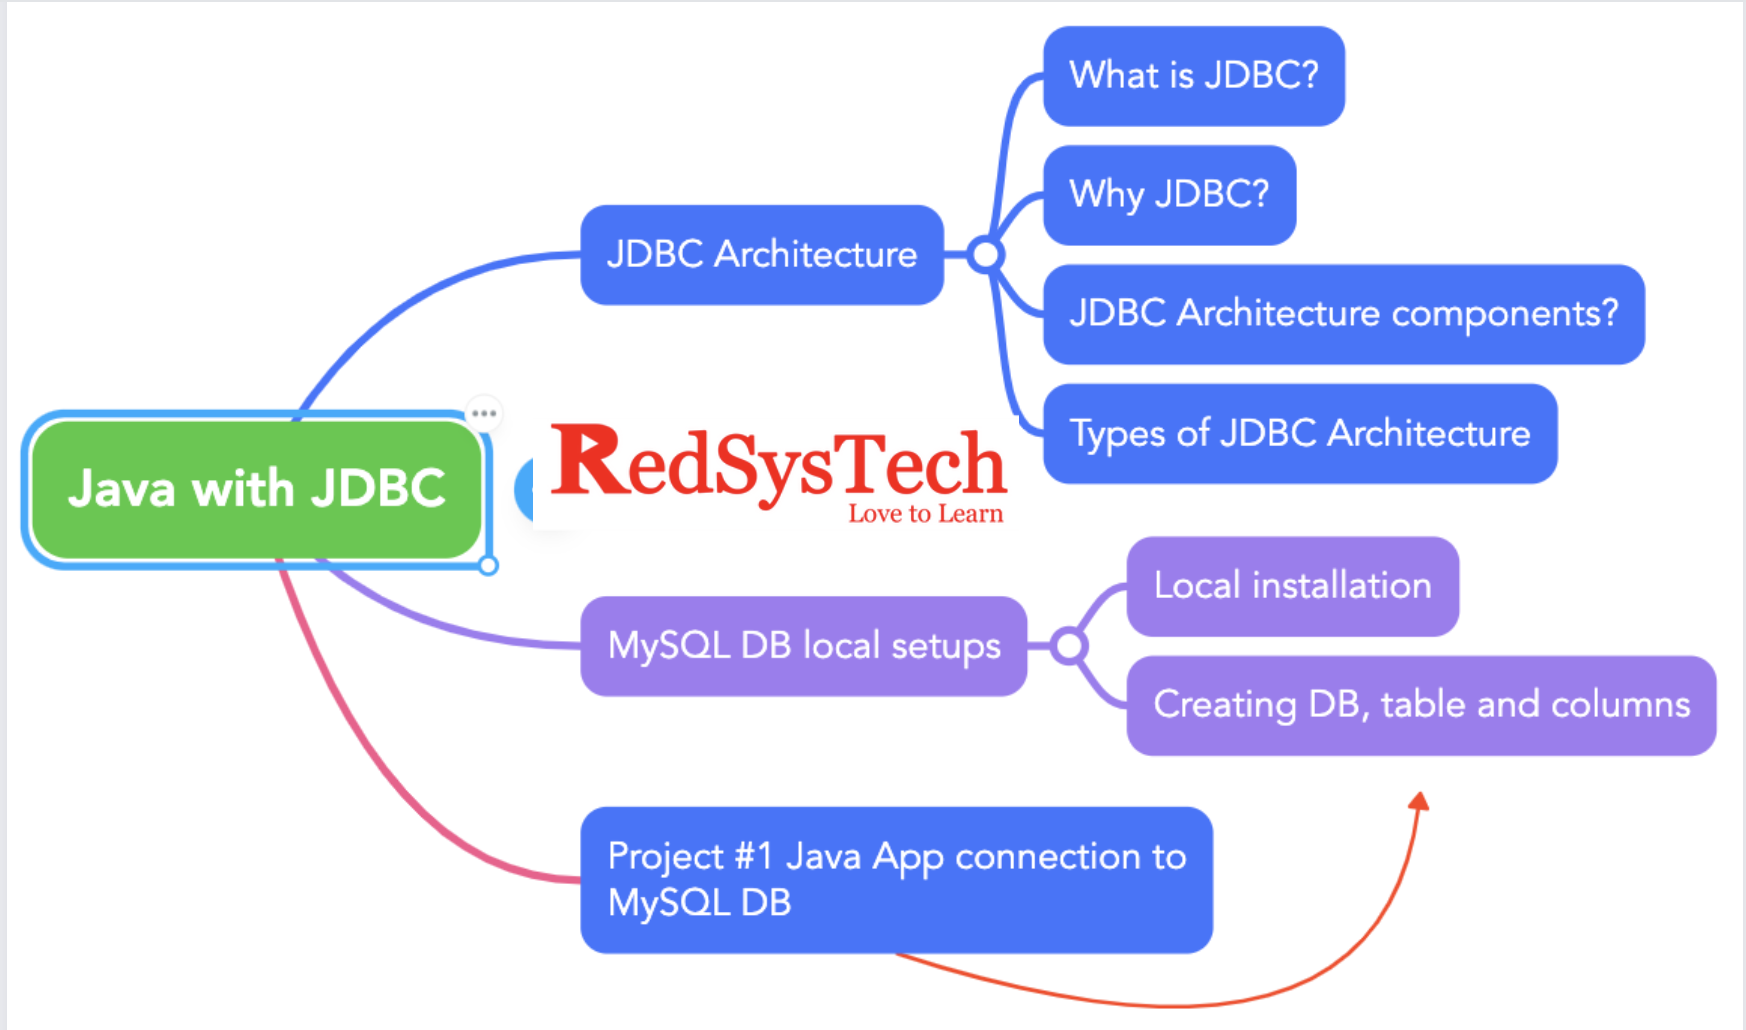 What is JDBC?
Why JDBC?
JDBC Architecture
JDBC Architecture components?
Types of JDBC Architecture
Java with JDBC
RedSysTech
Love to Learn
Local installation
MySQL DB local setups
Creating DB, table and columns
Project #1 Java App connection to
MySQL DB